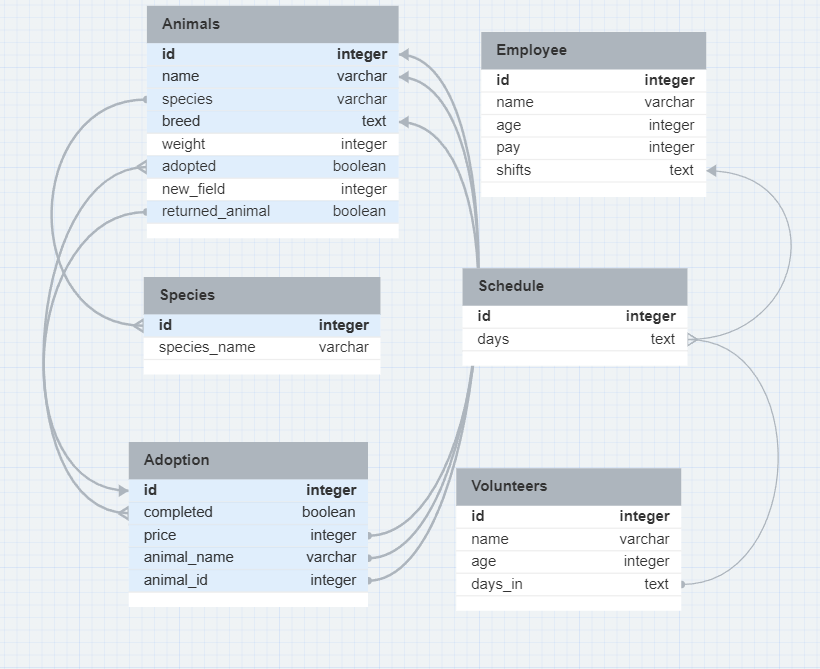 Animals
id integer
name varchar
species varchar
breed text
weight integer
adopted boolean
new_field integer
returned_animal boolean
Employee
id integer
name varchar
age integer
pay integer
shifts text
Species
id integer
species_name varchar
Schedule
id integer
days text
Adoption
id integer
completed boolean
price integer
animal_name varchar
animal_id integer
Volunteers
id integer
name varchar
age integer
days_in text